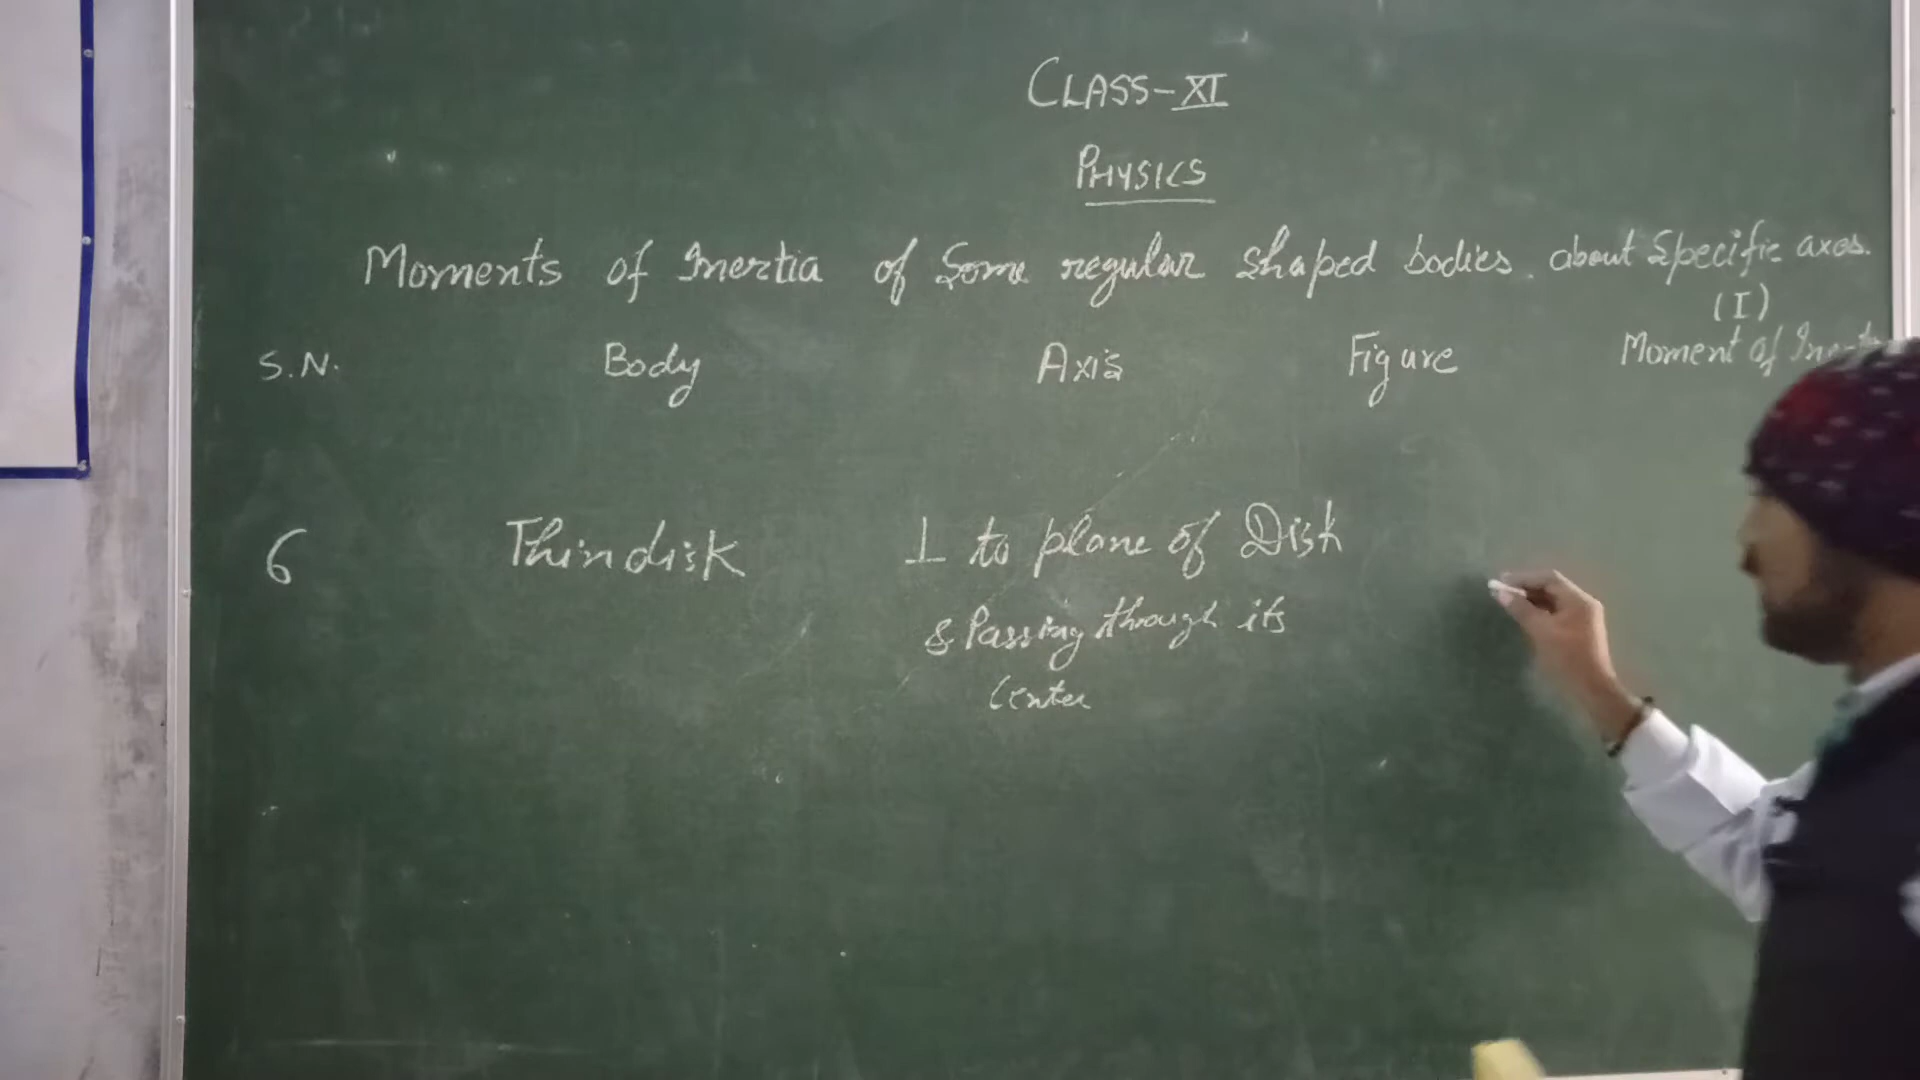 CLASS-XI
PHYSICS
Moments of Inertia of Some regular shaped bodies. about Specific axes.
(I)
S.N. Body Axis Figure Moment of
6 Thin disk ⊥ to plane of Disk
& Passing through its
Center